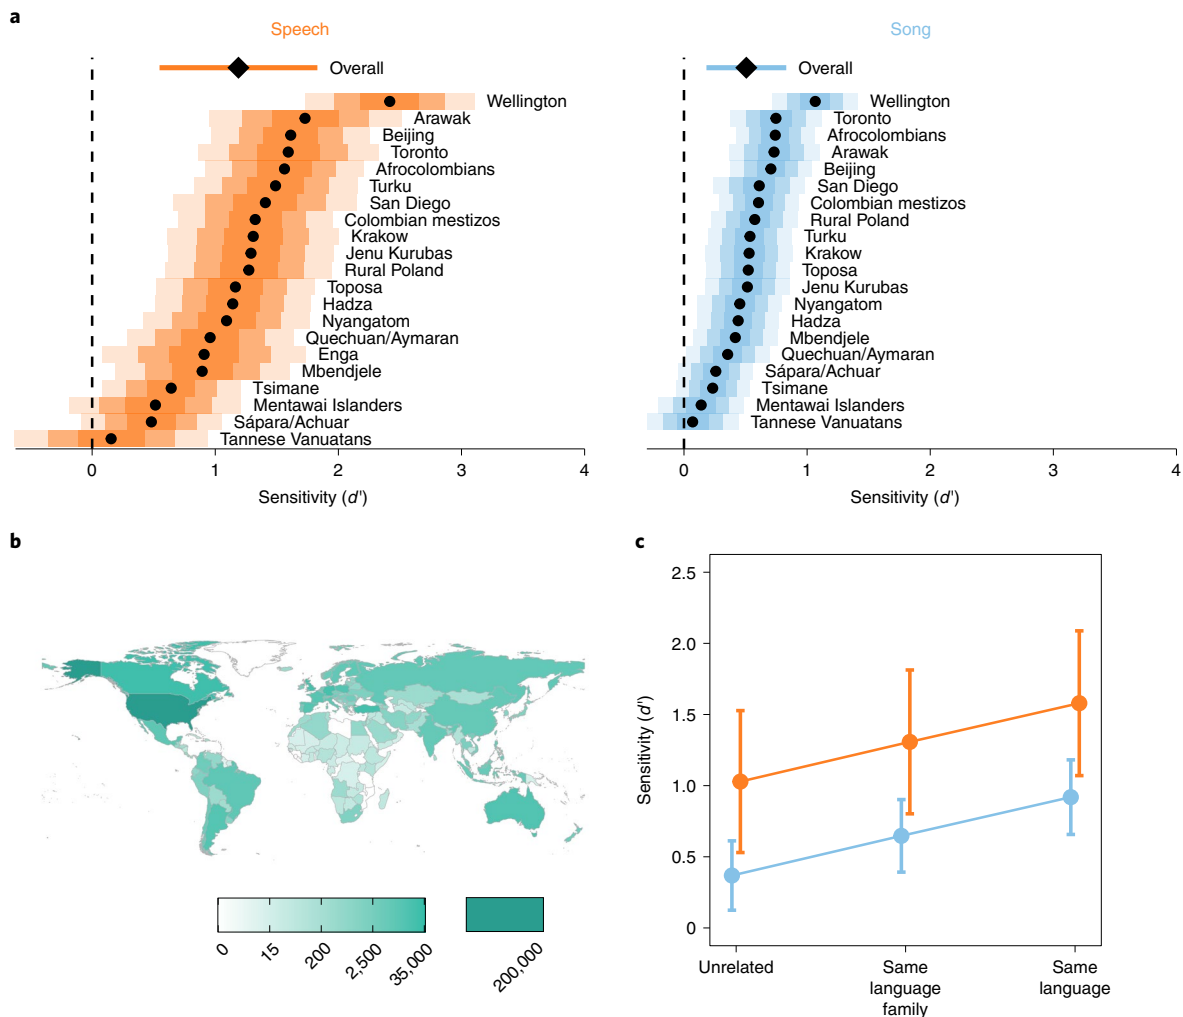 a
Speech
Song
Overall
Overall
Wellington
Arawak
Beijing
Toronto
Afrocolombians
Turku
San Diego
Colombian mestizos
Krakow
Jenu Kurubas
Rural Poland
Toposa
Hadza
Nyangatom
Quechuan/Aymaran
Enga
Mbendjele
Tsimane
Mentawai Islanders
Sápara/Achuar
Tannese Vanuatans
0 1 2 3 4
Sensitivity (d')
Wellington
Toronto
Afrocolombians
Arawak
Beijing
San Diego
Colombian mestizos
Rural Poland
Turku
Krakow
Toposa
Jenu Kurubas
Nyangatom
Hadza
Mbendjele
Quechuan/Aymaran
Sápara/Achuar
Tsimane
Mentawai Islanders
Tannese Vanuatans
0 1 2 3 4
Sensitivity (d')
b
0 15 200 2,500 35,000 200,000
c
2.5
2.0
1.5
1.0
0.5
0
Sensitivity (d')
Unrelated
Same
language
family
Same
language